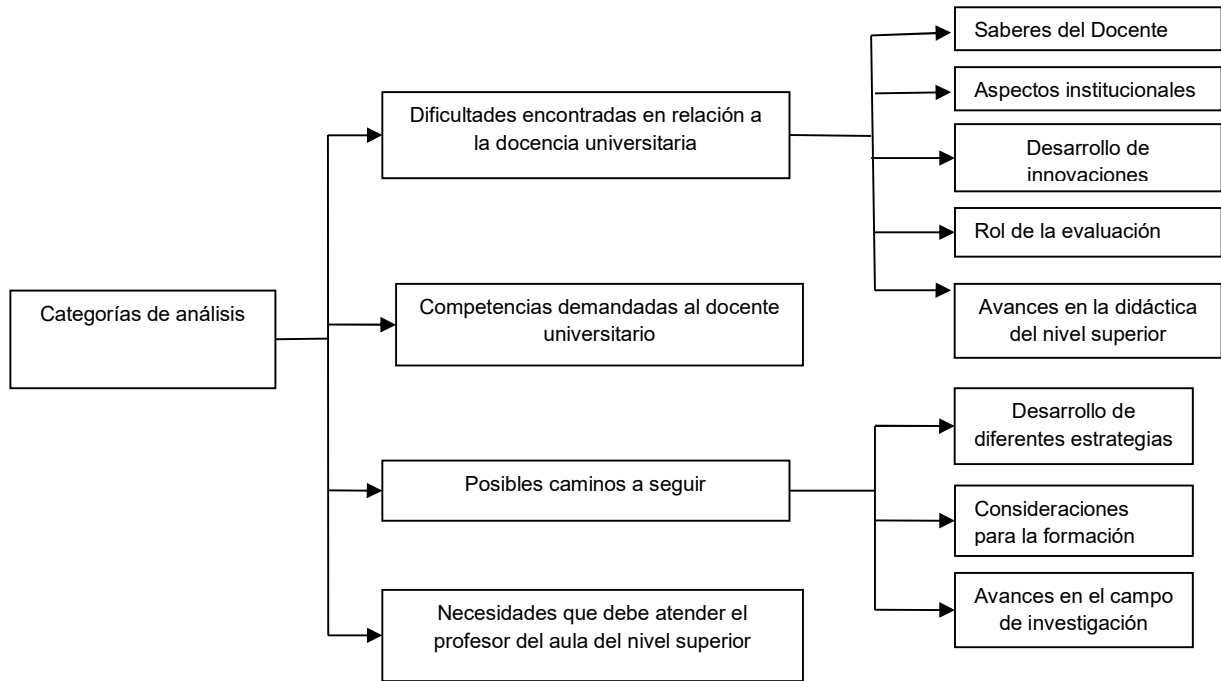 Categorías de análisis
Dificultades encontradas en relación a
la docencia universitaria
Saberes del Docente
Aspectos institucionales
Desarrollo de
innovaciones
Rol de la evaluación
Avances en la didáctica
del nivel superior
Competencias demandadas al docente
universitario
Posibles caminos a seguir
Desarrollo de
diferentes estrategias
Consideraciones
para la formación
Avances en el campo
de investigación
Necesidades que debe atender el
profesor del aula del nivel superior